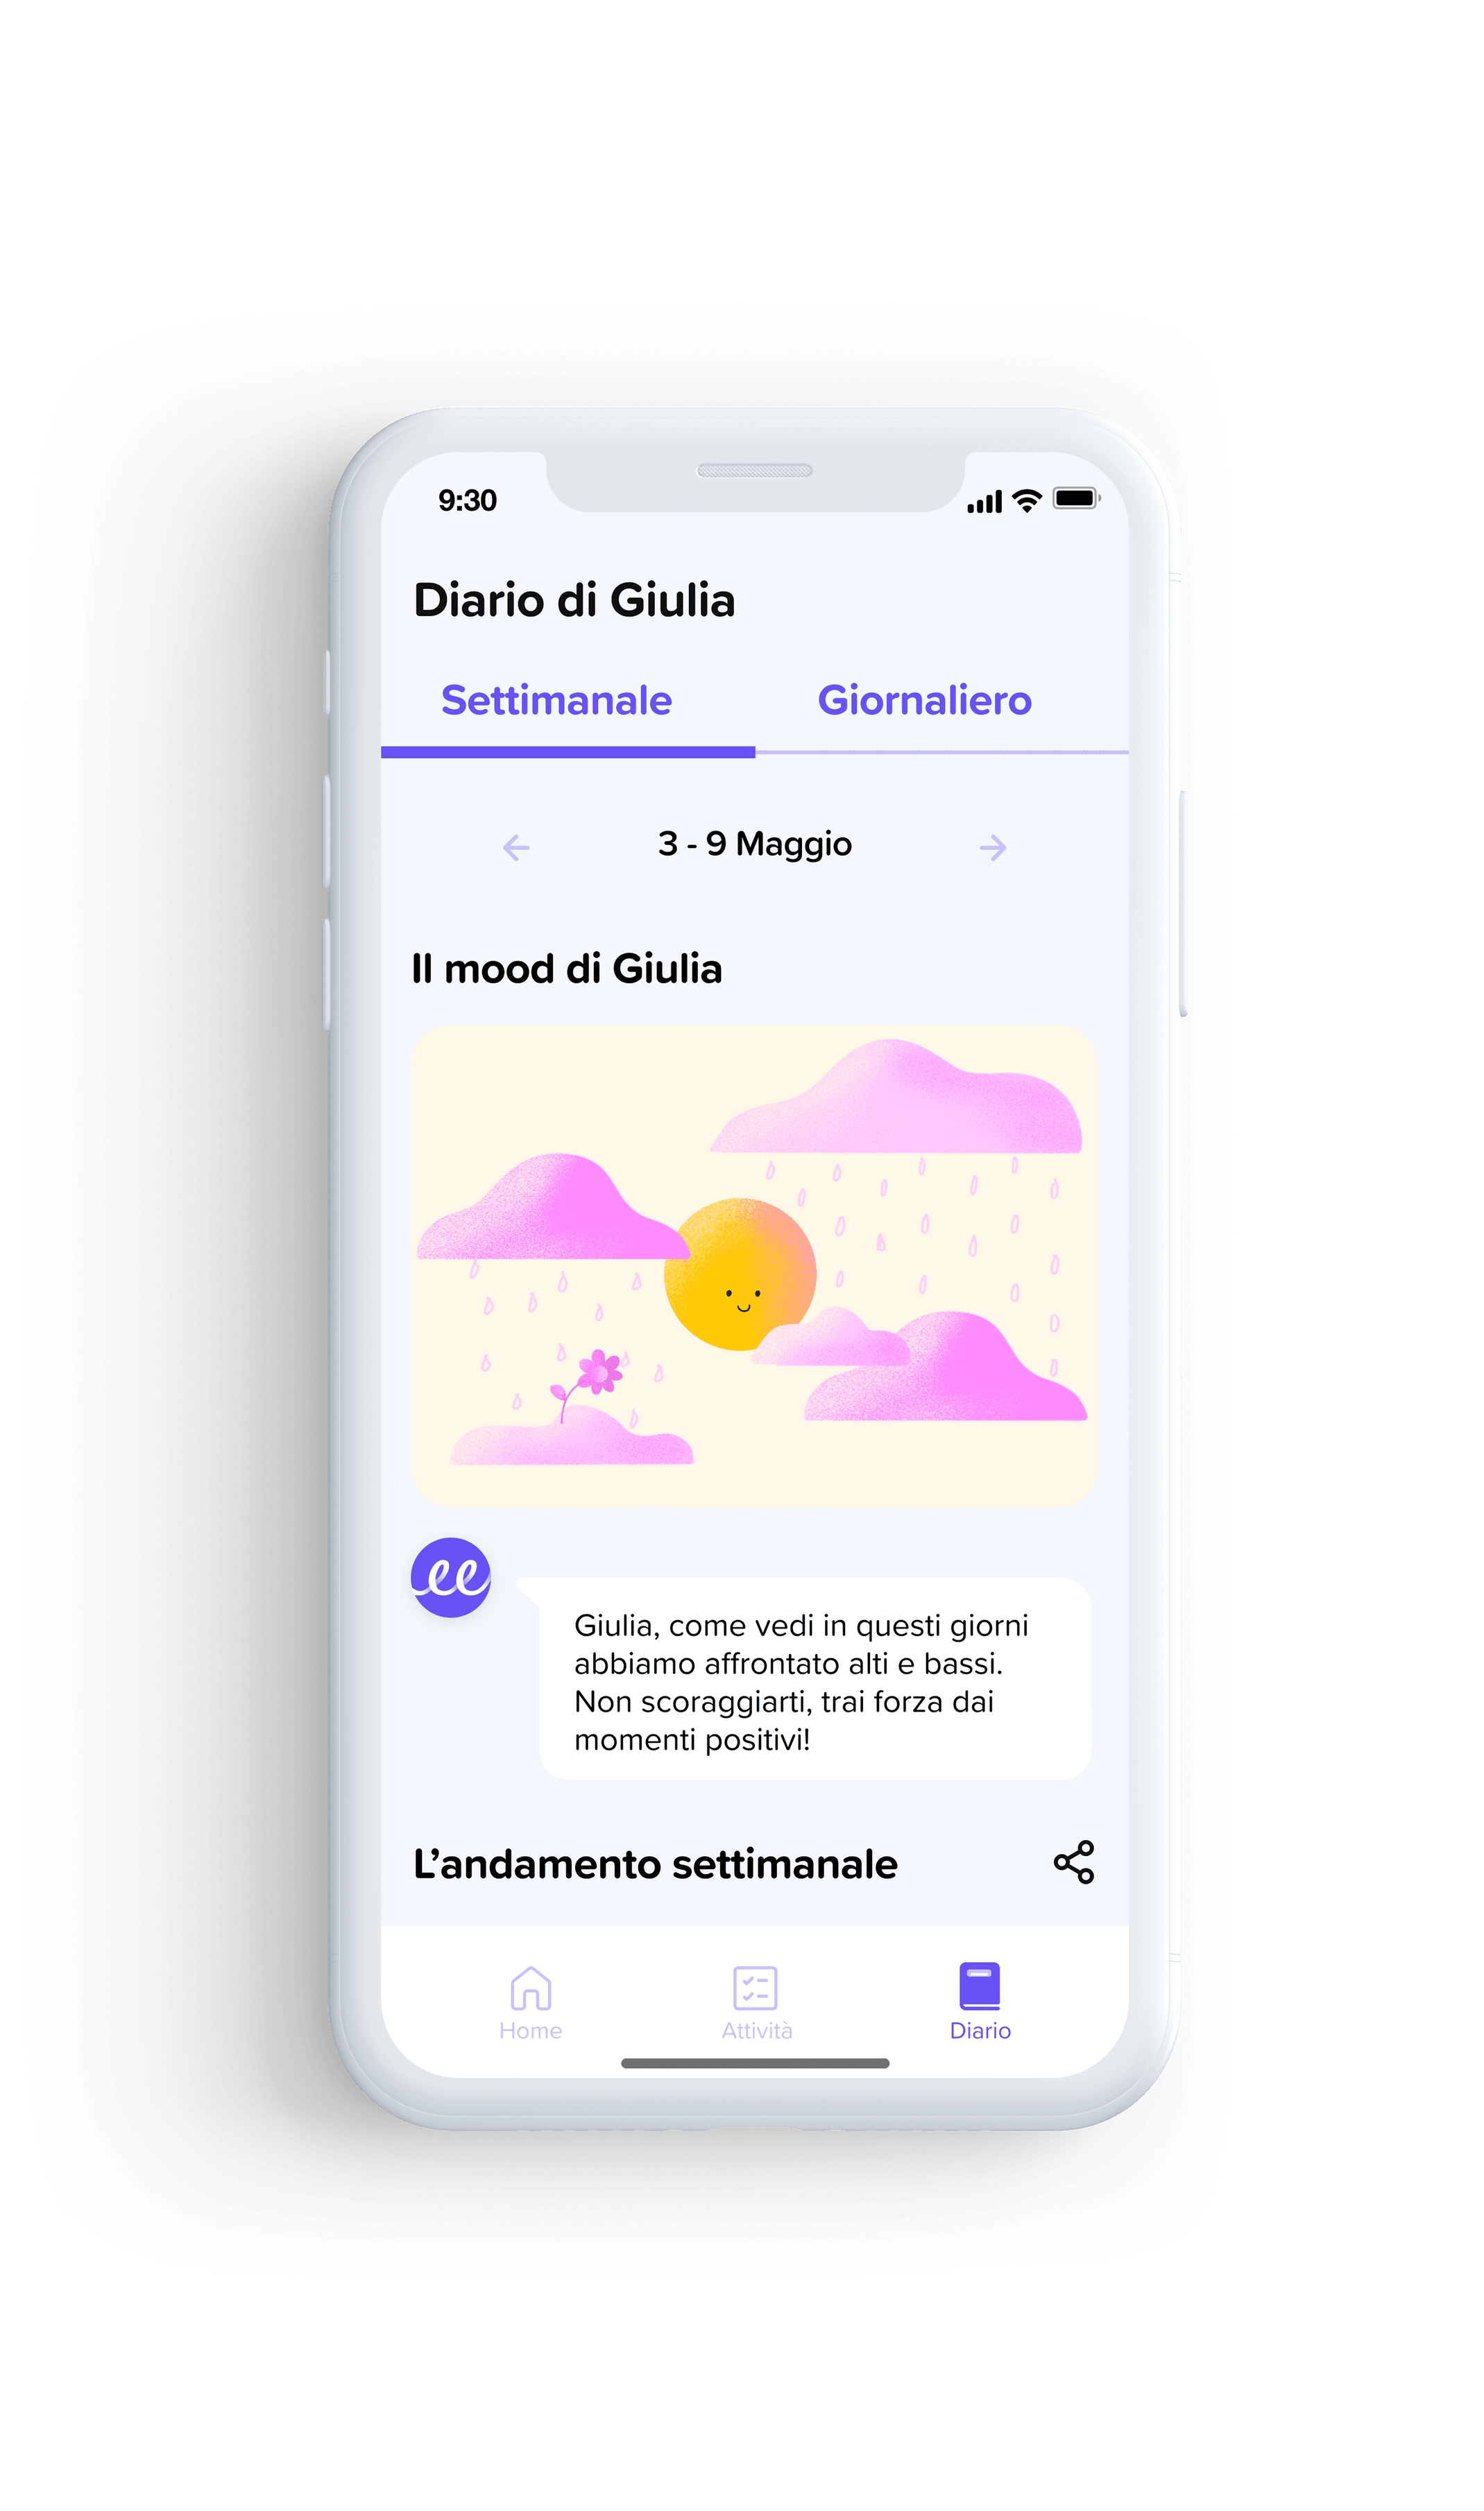 9:30
Diario di Giulia
Settimanale Giornaliero
3 - 9 Maggio
Il mood di Giulia
ee
Giulia, come vedi in questi giorni
abbiamo affrontato alti e bassi.
Non scoraggiarti, trai forza dai
momenti positivi!
L’andamento settimanale
Home Attività Diario